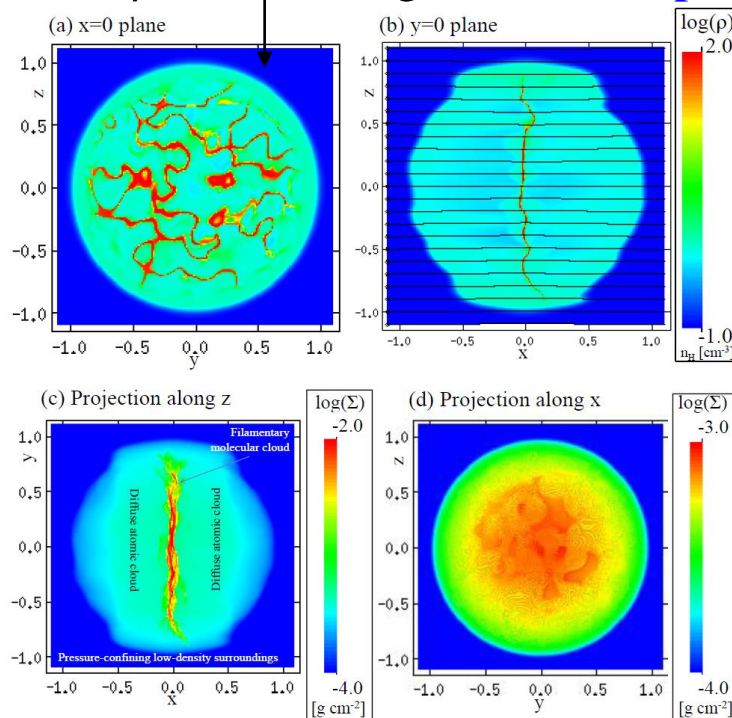 (a) x=0 plane
(b) y=0 plane
log(ρ)
2.0
-1.0
n_H [cm⁻³]
z
1.0
0.5
0.0
-0.5
-1.0
-1.0 -0.5 0.0 0.5 1.0
y
z
1.0
0.5
0.0
-0.5
-1.0
-1.0 -0.5 0.0 0.5 1.0
x
(c) Projection along z
log(Σ)
-2.0
-4.0
[g cm⁻²]
y
1.0
0.5
0.0
-0.5
-1.0
Filamentary
molecular cloud
Diffuse atomic cloud
Diffuse atomic cloud
Pressure-confining low-density surroundings
-1.0 -0.5 0.0 0.5 1.0
x
(d) Projection along x
log(Σ)
-3.0
-4.0
[g cm⁻²]
z
1.0
0.5
0.0
-0.5
-1.0
-1.0 -0.5 0.0 0.5 1.0
y